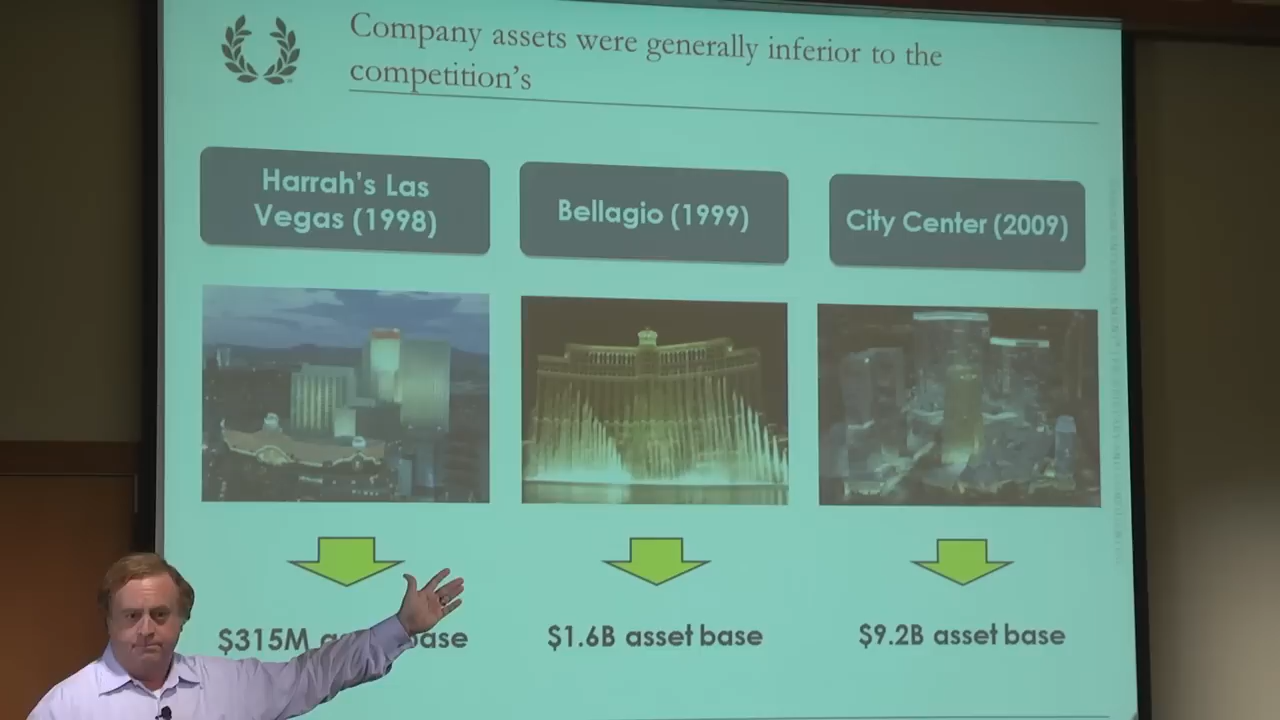 Company assets were generally inferior to the
competition's
Harrah's Las
Vegas (1998)
Bellagio (1999)
City Center (2009)
$315M base
$1.6B asset base
$9.2B asset base